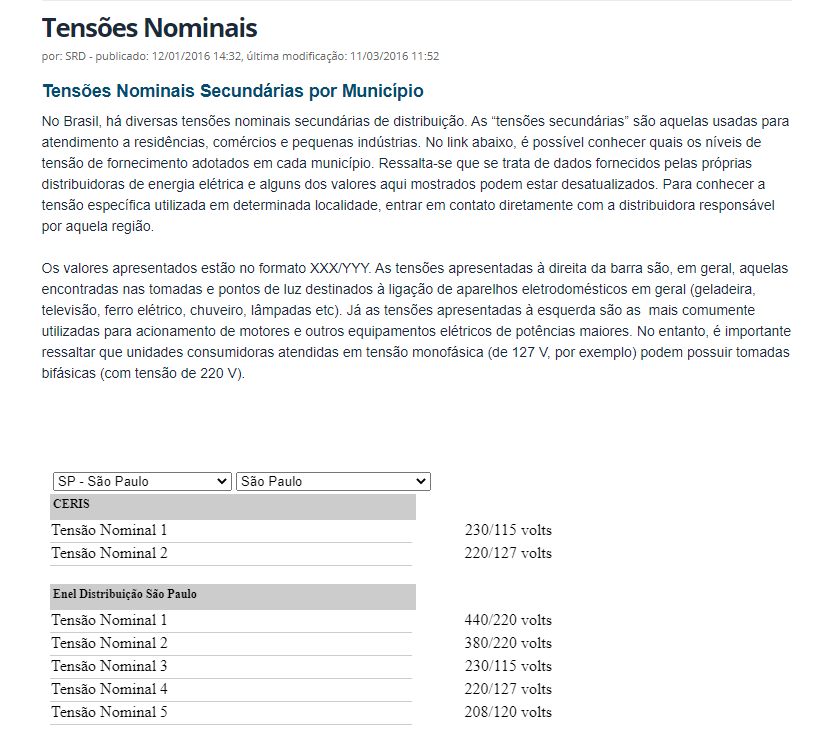 Tensões Nominais
por: SRD - publicado: 12/01/2016 14:32, última modificação: 11/03/2016 11:52
Tensões Nominais Secundárias por Município
No Brasil, há diversas tensões nominais secundárias de distribuição. As “tensões secundárias” são aquelas usadas para
atendimento a residências, comércios e pequenas indústrias. No link abaixo, é possível conhecer quais os níveis de
tensão de fornecimento adotados em cada município. Ressalta-se que se trata de dados fornecidos pelas próprias
distribuidoras de energia elétrica e alguns dos valores aqui mostrados podem estar desatualizados. Para conhecer a
tensão específica utilizada em determinada localidade, entrar em contato diretamente com a distribuidora responsável
por aquela região.
Os valores apresentados estão no formato XXX/YYY. As tensões apresentadas à direita da barra são, em geral, aquelas
encontradas nas tomadas e pontos de luz destinados à ligação de aparelhos eletrodomésticos em geral (geladeira,
televisão, ferro elétrico, chuveiro, lâmpadas etc). Já as tensões apresentadas à esquerda são as mais comumente
utilizadas para acionamento de motores e outros equipamentos elétricos de potências maiores. No entanto, é importante
ressaltar que unidades consumidoras atendidas em tensão monofásica (de 127 V, por exemplo) podem possuir tomadas
bifásicas (com tensão de 220 V).
SP - São Paulo São Paulo
CERIS
Tensão Nominal 1 230/115 volts
Tensão Nominal 2 220/127 volts
Enel Distribuição São Paulo
Tensão Nominal 1 440/220 volts
Tensão Nominal 2 380/220 volts
Tensão Nominal 3 230/115 volts
Tensão Nominal 4 220/127 volts
Tensão Nominal 5 208/120 volts